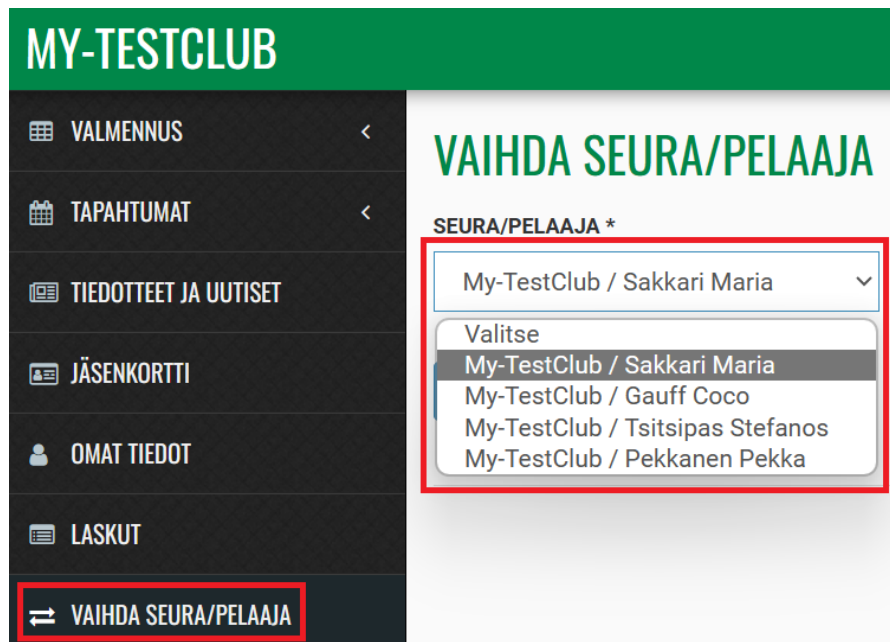 MY-TESTCLUB
VALMENNUS
TAPAHTUMAT
TIEDOTTEET JA UUTISET
JÄSENKORTTI
OMAT TIEDOT
LASKUT
VAIHDA SEURA/PELAAJA
VAIHDA SEURA/PELAAJA
SEURA/PELAAJA *
My-TestClub / Sakkari Maria
Valitse
My-TestClub / Sakkari Maria
My-TestClub / Gauff Coco
My-TestClub / Tsitsipas Stefanos
My-TestClub / Pekkanen Pekka